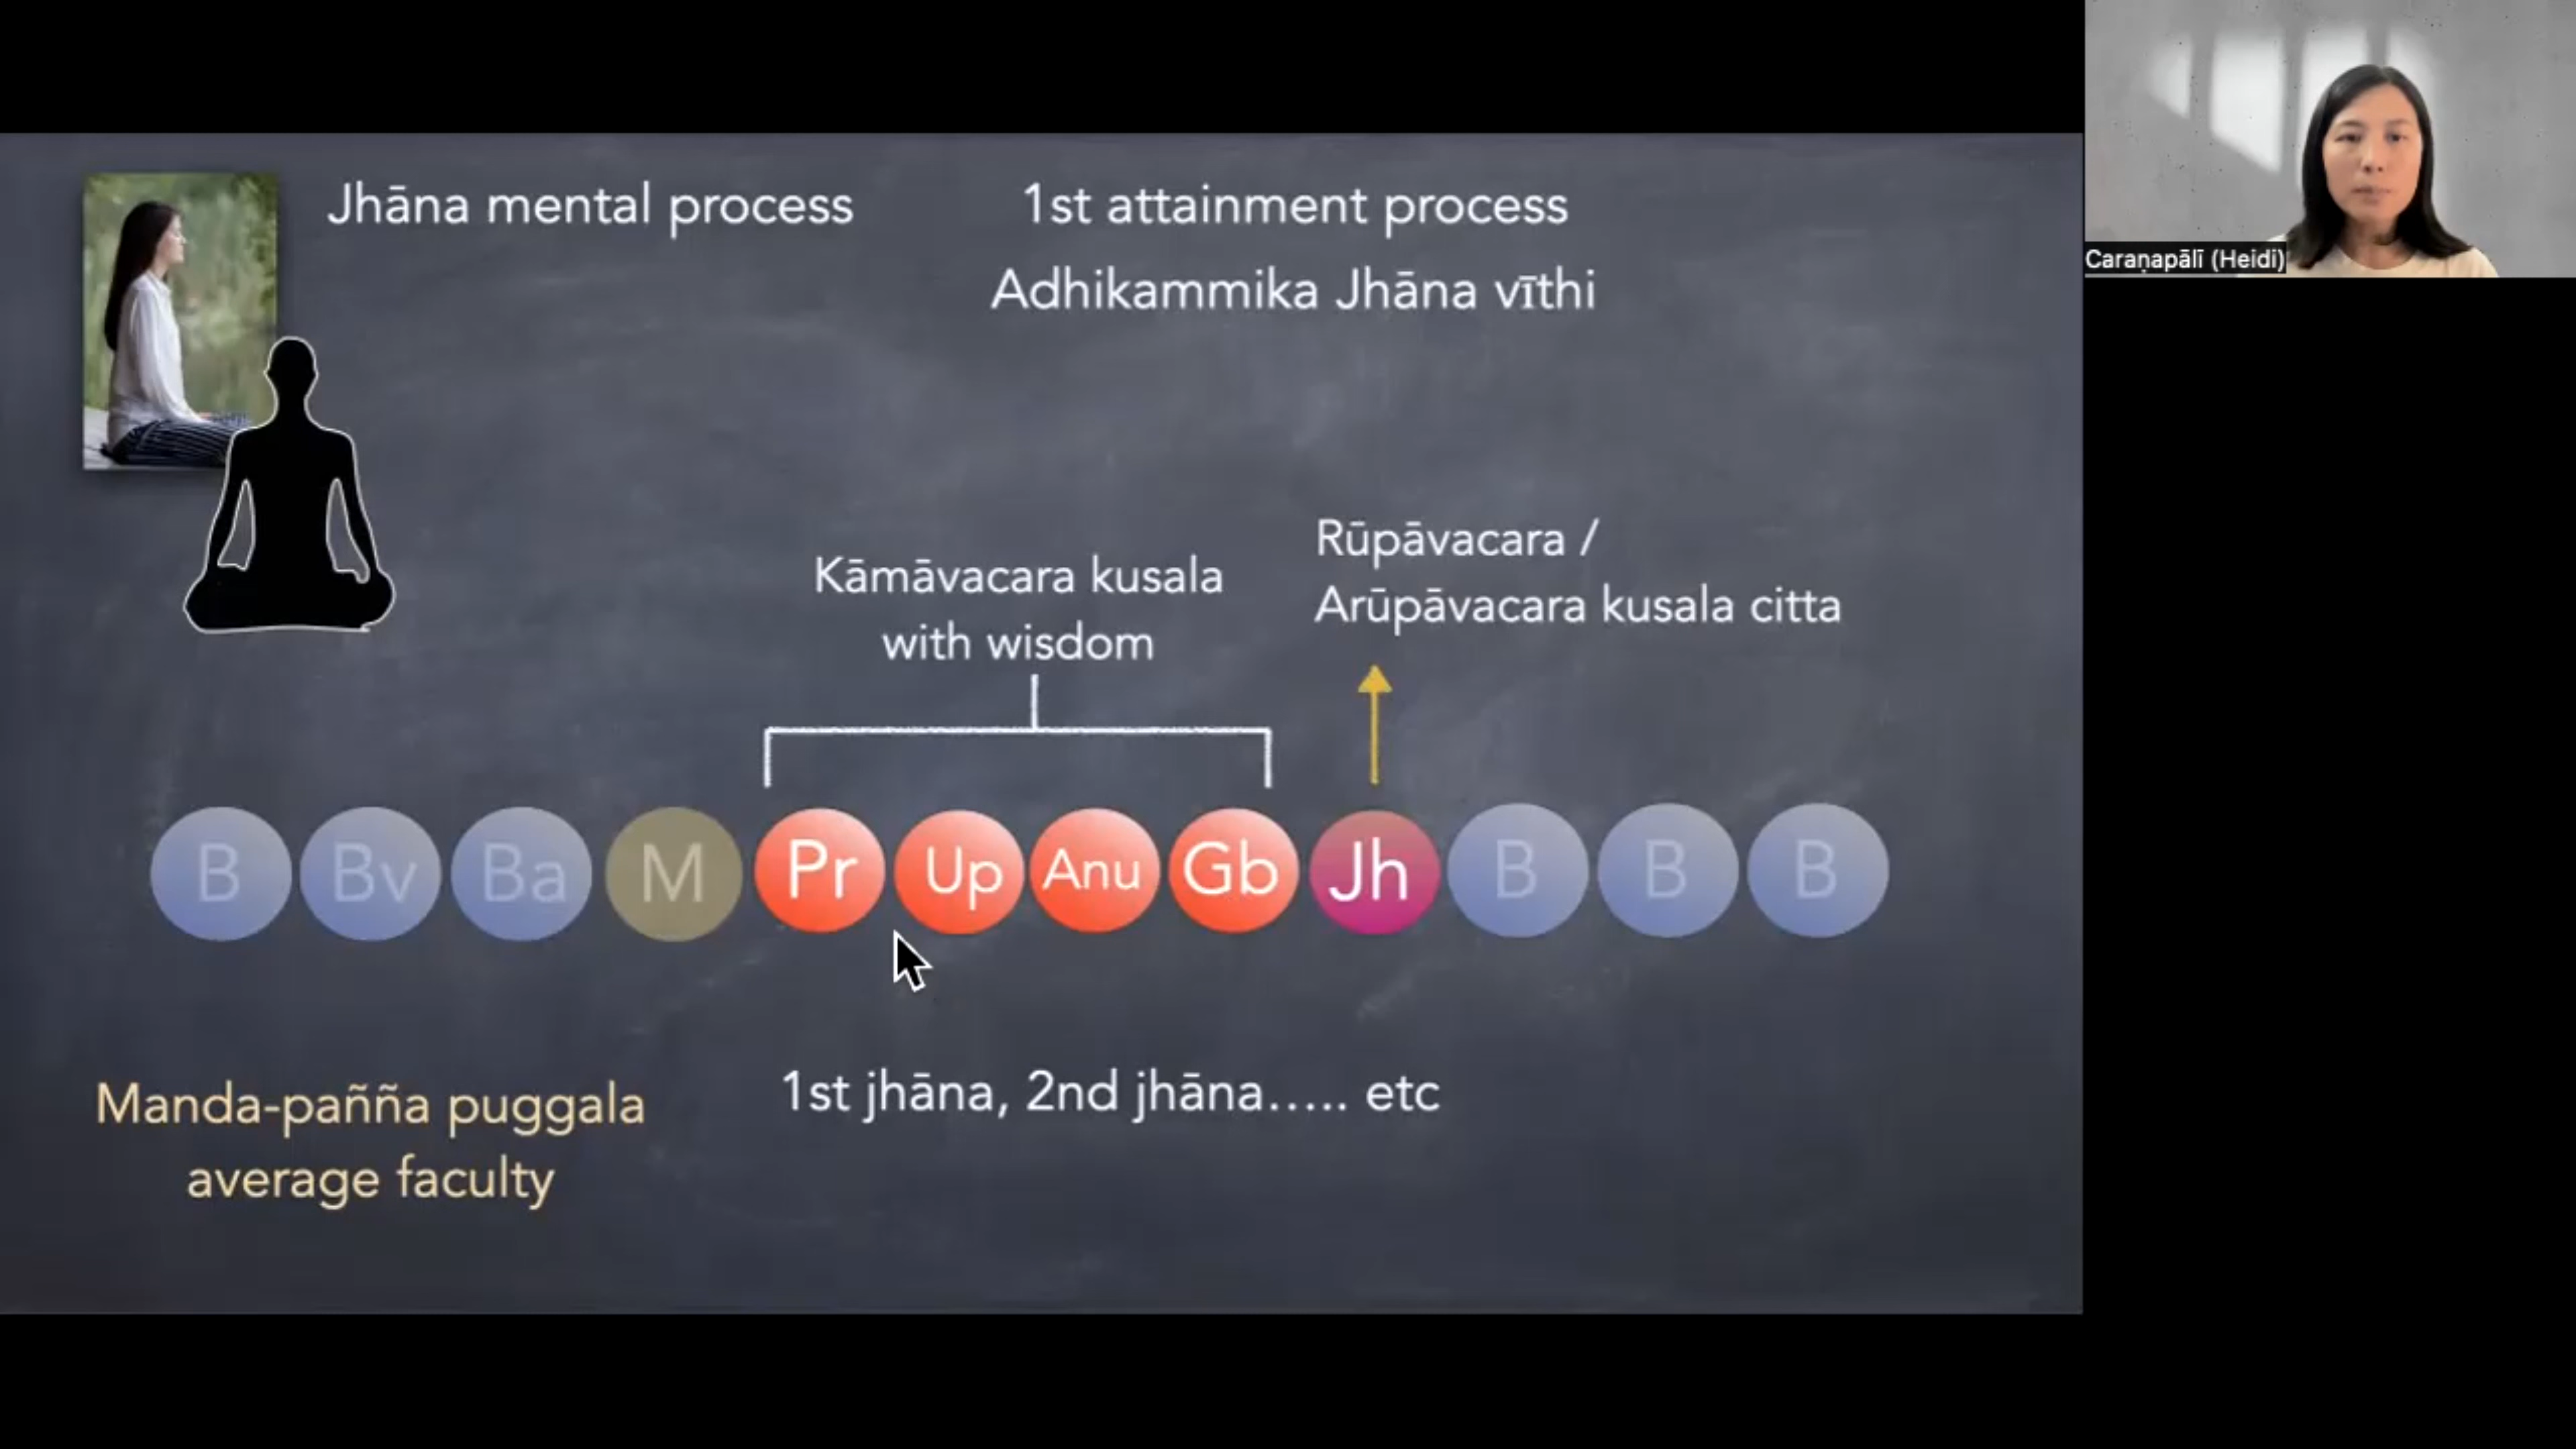 Jhāna mental process
1st attainment process
Adhikammika Jhāna vīthi
Kāmāvacara kusala
with wisdom
Rūpāvacara /
Arūpāvacara kusala citta
B Bv Ba M Pr Up Anu Gb Jh B B B
Manda-pañña puggala
average faculty
1st jhāna, 2nd jhāna..... etc
Caraṇapālī (Heidi)